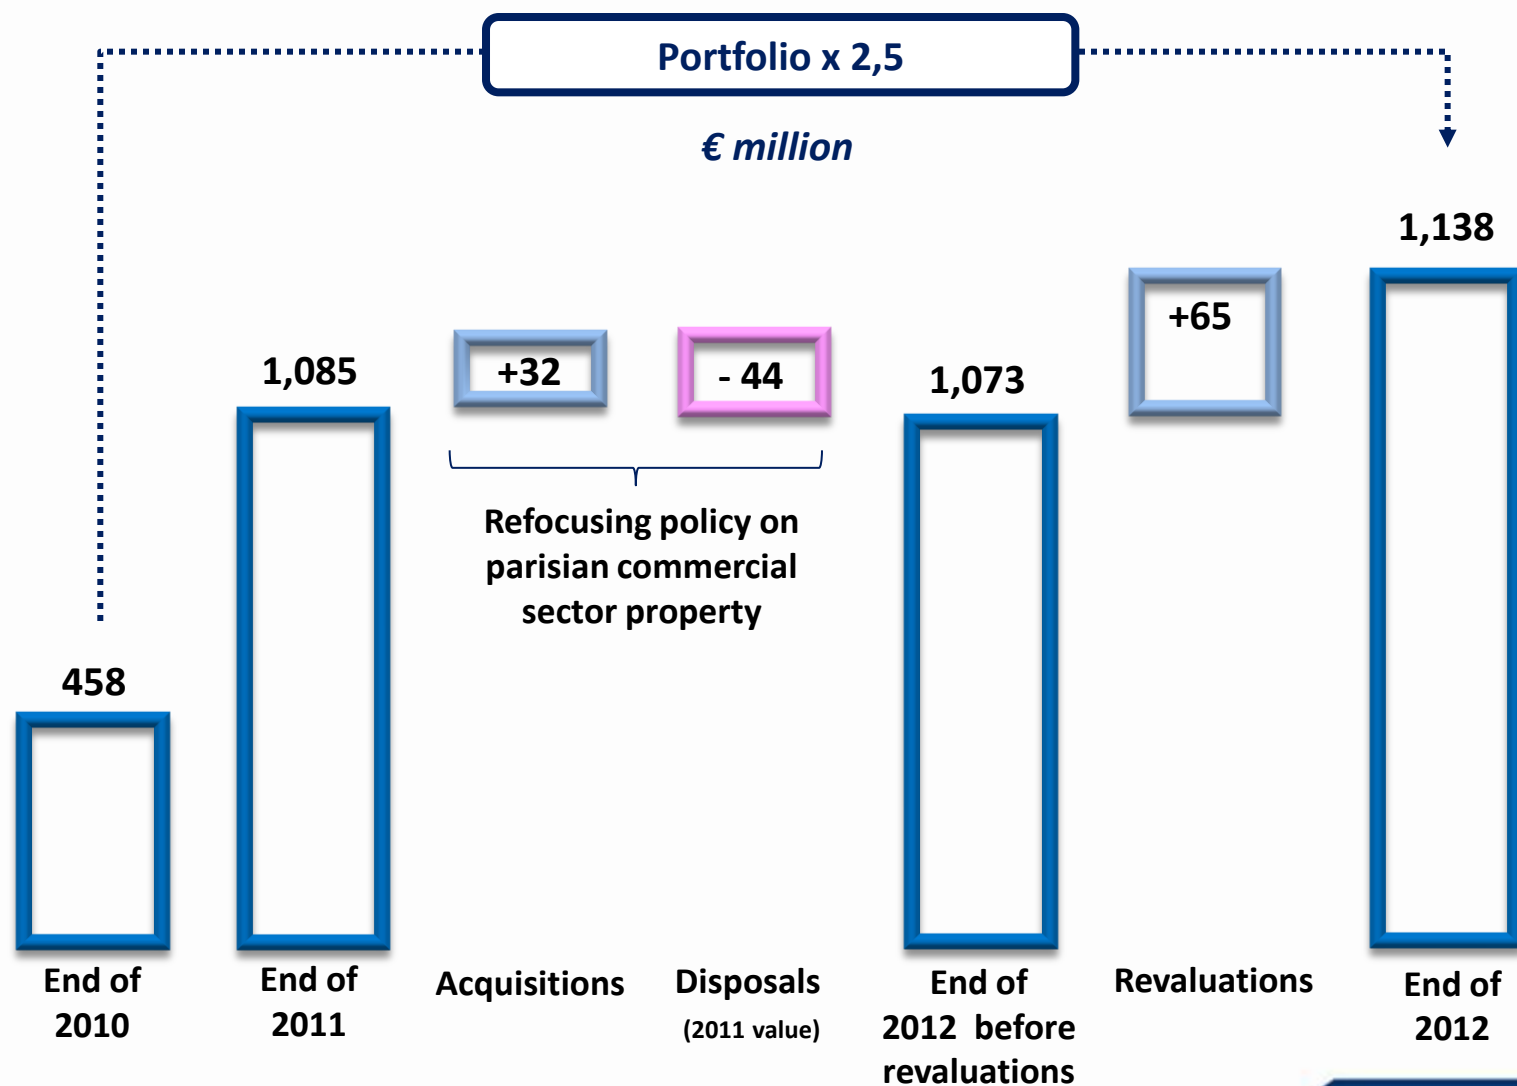 Portfolio x 2,5
€ million
1,138
+65
1,085
+32
- 44
1,073
Refocusing policy on
parisian commercial
sector property
458
End of
2010
End of
2011
Acquisitions
Disposals
(2011 value)
End of
2012 before
revaluations
Revaluations
End of
2012